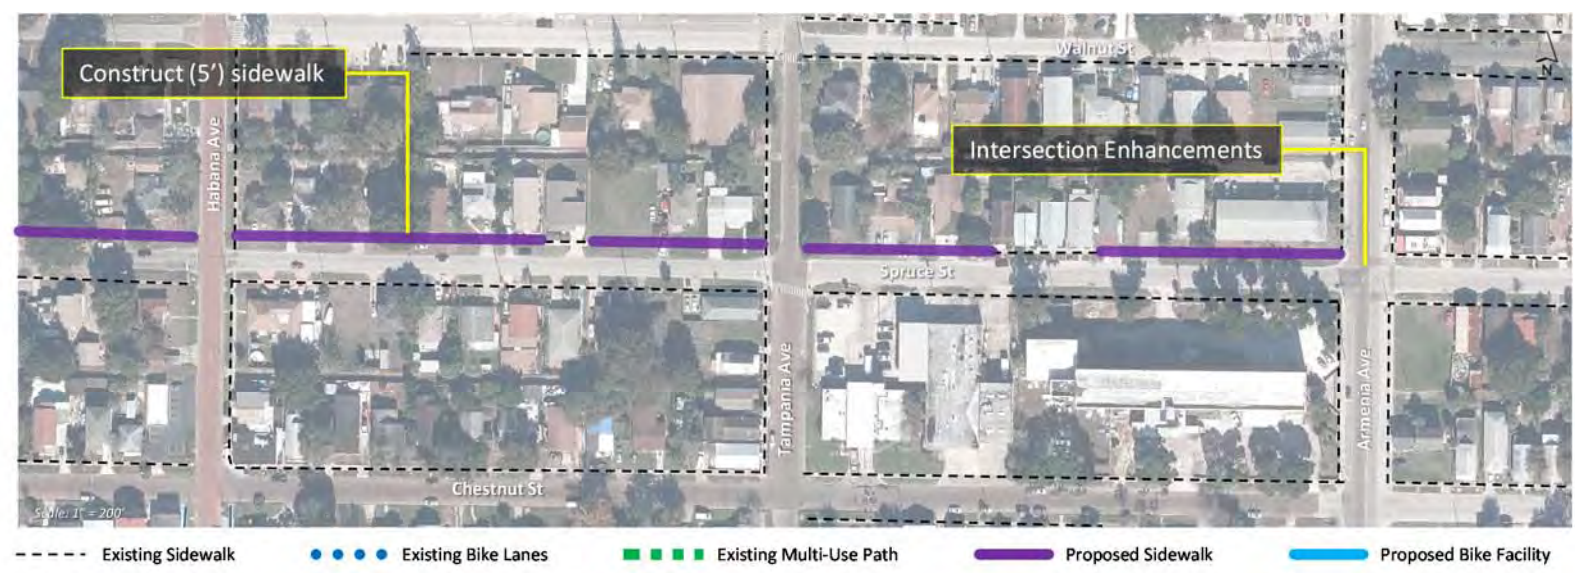 Walnut St
N
Construct (5') sidewalk
Habana Ave
Intersection Enhancements
Spruce St
Tampania Ave
Armenia Ave
Chestnut St
Scale: 1" = 200'
Existing Sidewalk
Existing Bike Lanes
Existing Multi-Use Path
Proposed Sidewalk
Proposed Bike Facility